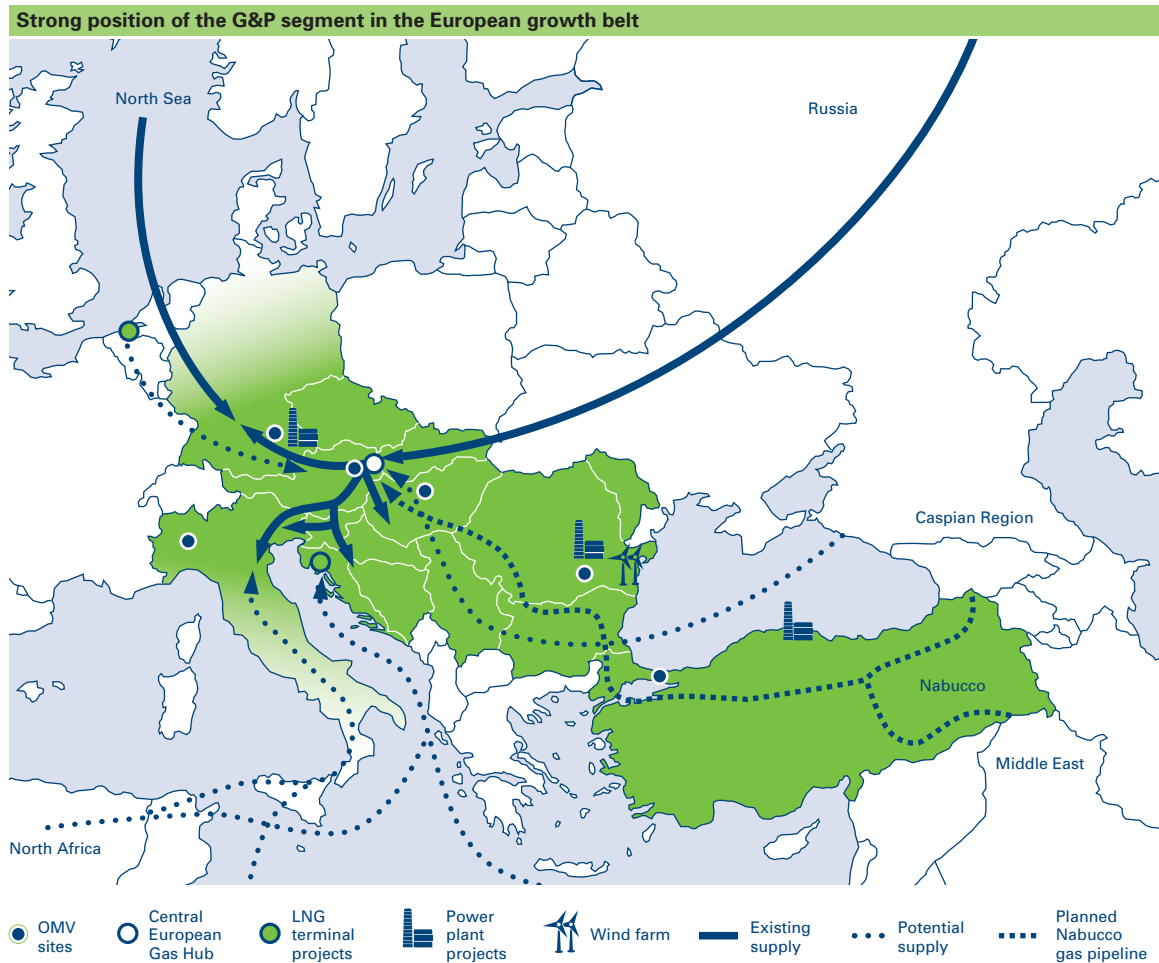 Strong position of the G&P segment in the European growth belt
North Sea
Russia
Caspian Region
Nabucco
Middle East
North Africa
OMV
sites
Central
European
Gas Hub
LNG
terminal
projects
Power
plant
projects
Wind farm
Existing
supply
Potential
supply
Planned
Nabucco
gas pipeline